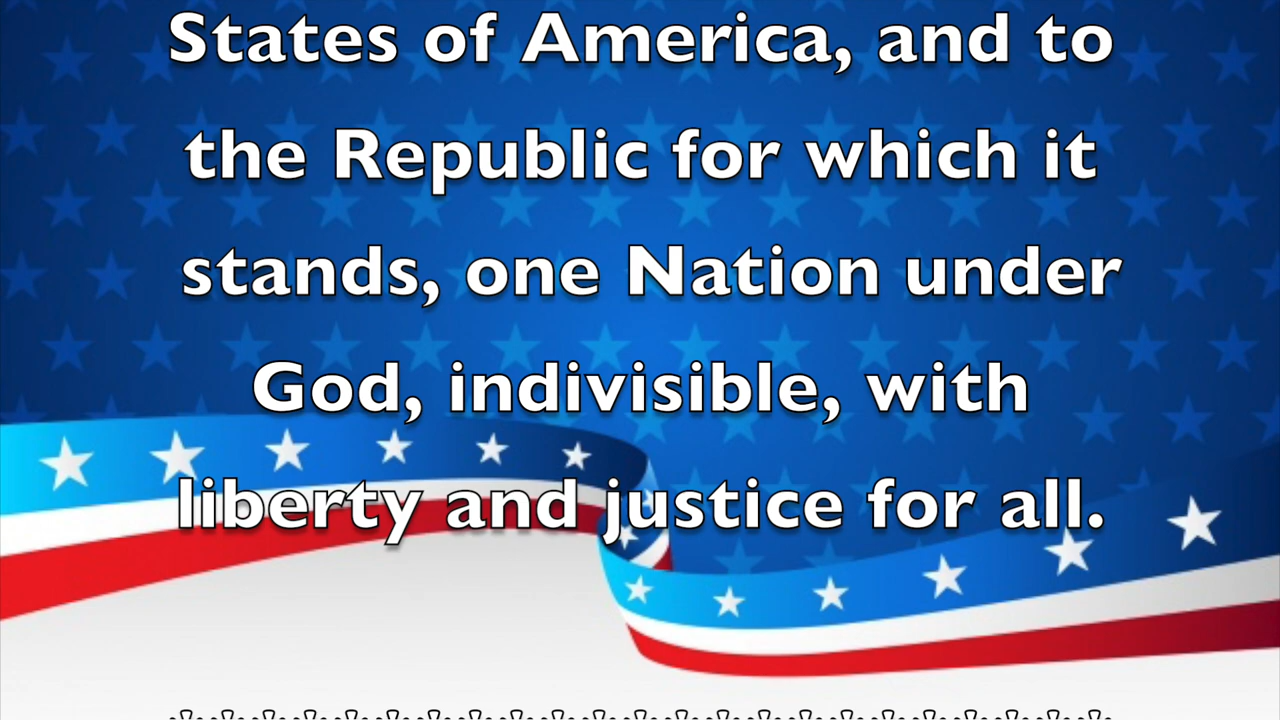 States of America, and to
the Republic for which it
stands, one Nation under
God, indivisible, with
liberty and justice for all.